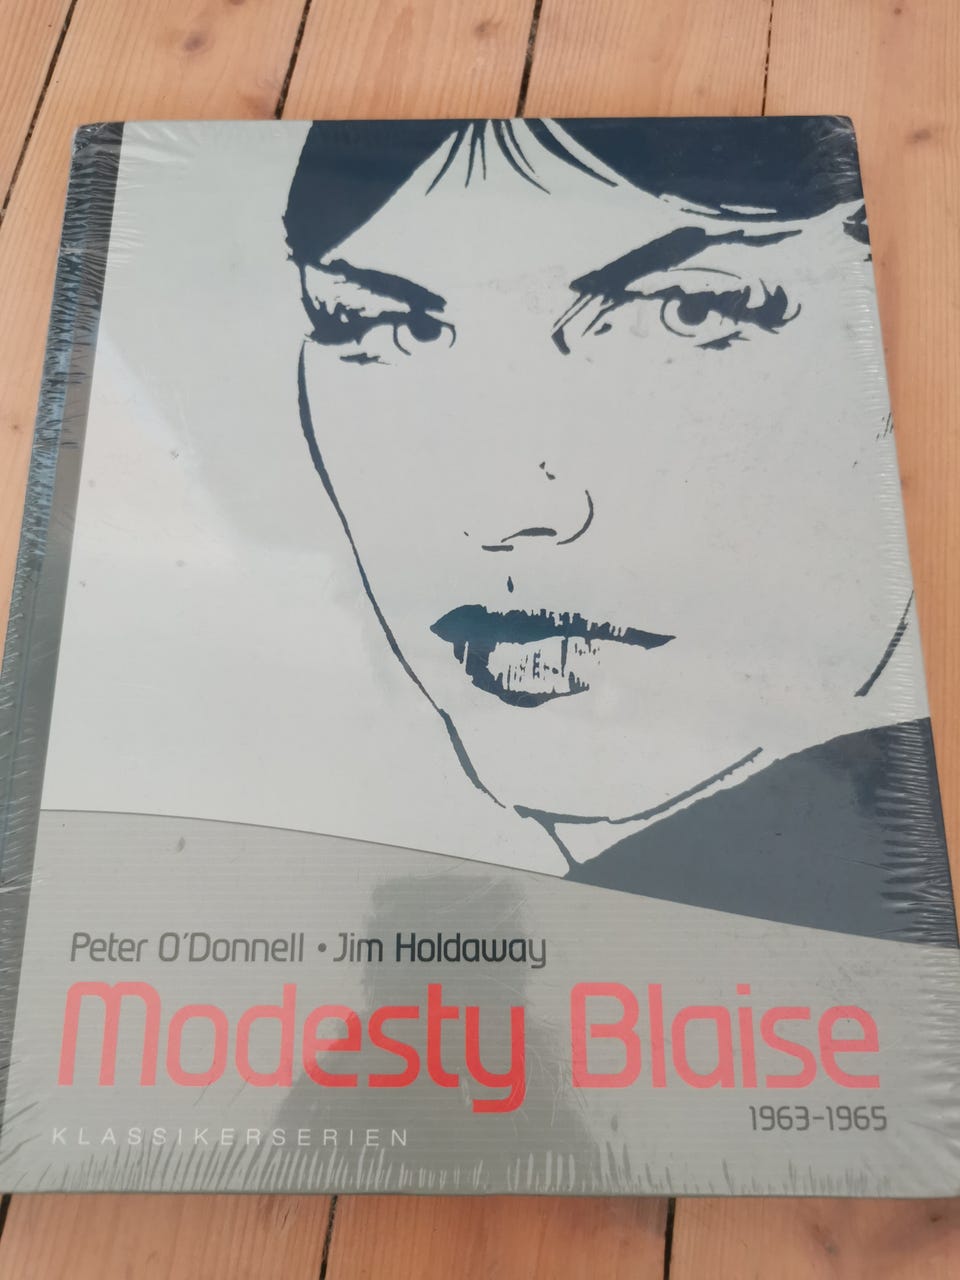 Peter O'Donnell • Jim Holdaway
Modesty Blaise
1963-1965
KLASSIKERSERIEN